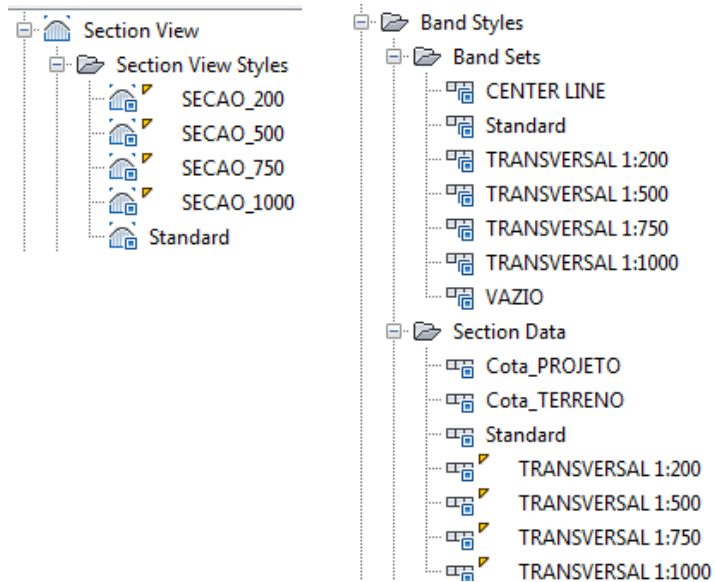 Section View
Section View Styles
SECAO_200
SECAO_500
SECAO_750
SECAO_1000
Standard
Band Styles
Band Sets
CENTER LINE
Standard
TRANSVERSAL 1:200
TRANSVERSAL 1:500
TRANSVERSAL 1:750
TRANSVERSAL 1:1000
VAZIO
Section Data
Cota_PROJETO
Cota_TERRENO
Standard
TRANSVERSAL 1:200
TRANSVERSAL 1:500
TRANSVERSAL 1:750
TRANSVERSAL 1:1000